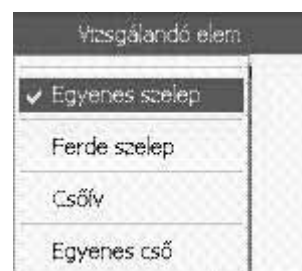 Vizsgálandó elem
Egyenes szelep
Ferde szelep
Csőív
Egyenes cső